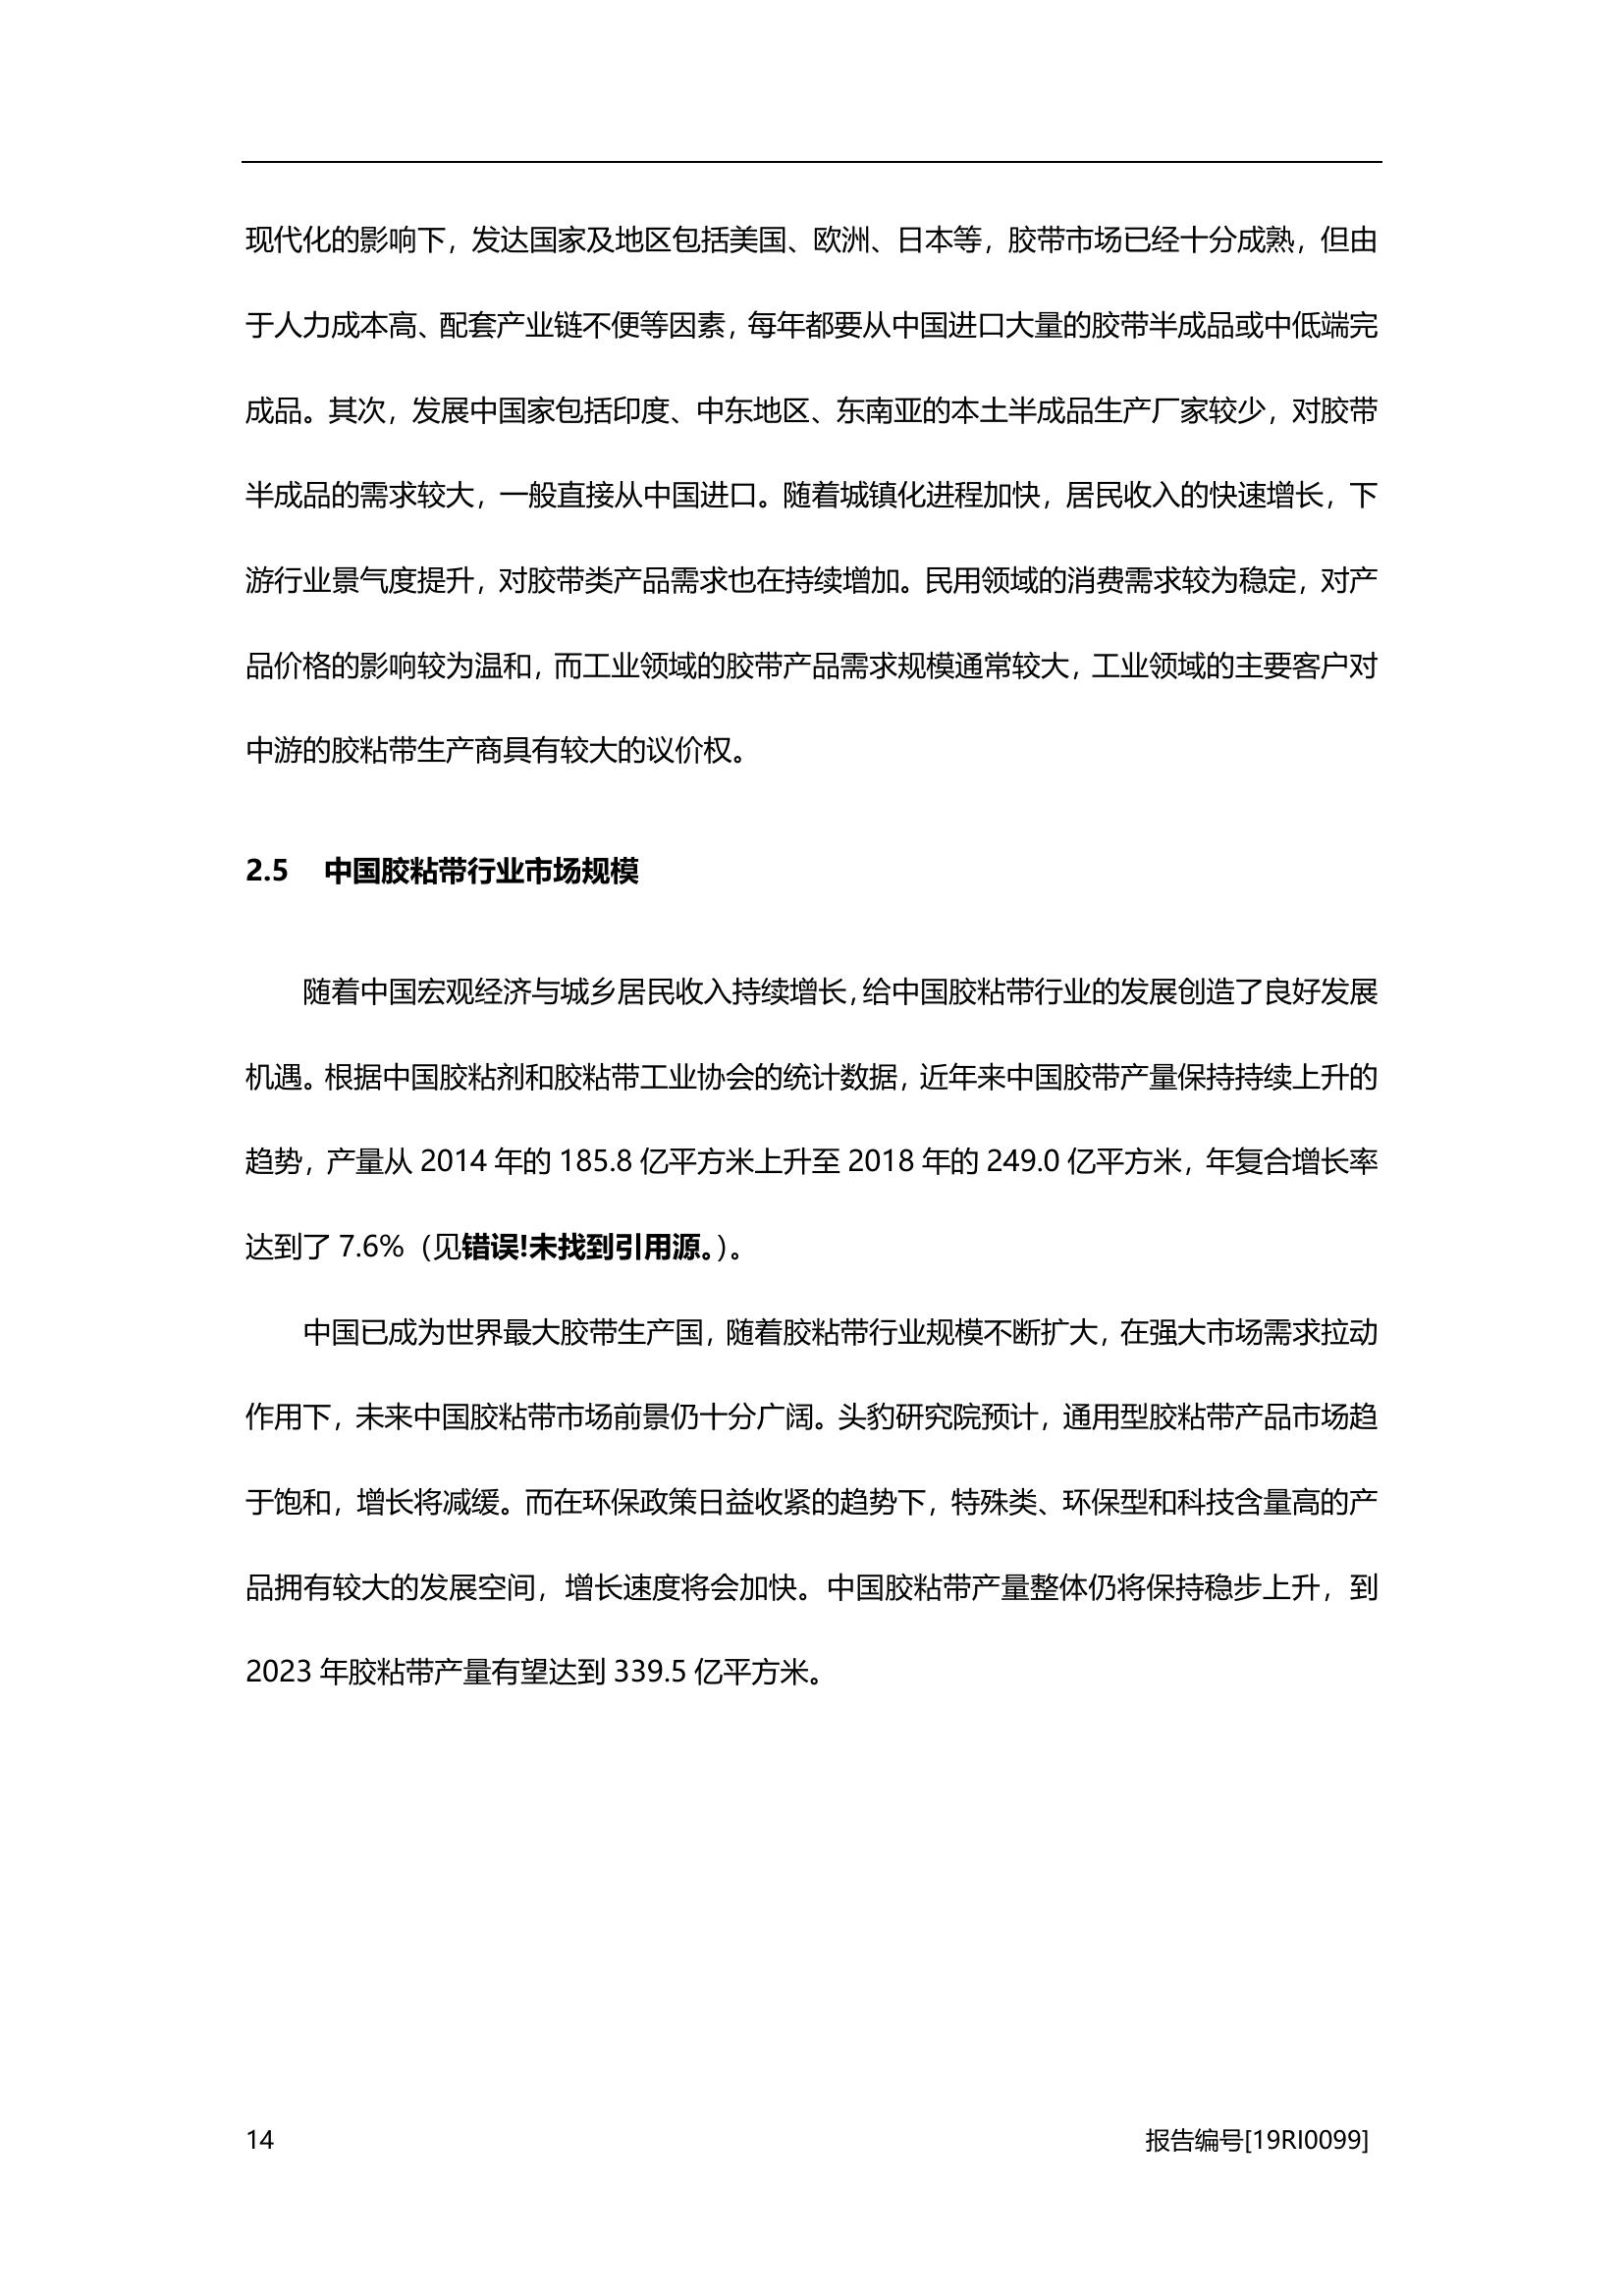 现代化的影响下，发达国家及地区包括美国、欧洲、日本等，胶带市场已经十分成熟，但由
于人力成本高、配套产业链不便等因素，每年都要从中国进口大量的胶带半成品或中低端完
成品。其次，发展中国家包括印度、中东地区、东南亚的本土半成品生产厂家较少，对胶带
半成品的需求较大，一般直接从中国进口。随着城镇化进程加快，居民收入的快速增长，下
游行业景气度提升，对胶带类产品需求也在持续增加。民用领域的消费需求较为稳定，对产
品价格的影响较为温和，而工业领域的胶带产品需求规模通常较大，工业领域的主要客户对
中游的胶粘带生产商具有较大的议价权。
2.5 中国胶粘带行业市场规模
随着中国宏观经济与城乡居民收入持续增长，给中国胶粘带行业的发展创造了良好发展
机遇。根据中国胶粘剂和胶粘带工业协会的统计数据，近年来中国胶带产量保持持续上升的
趋势，产量从 2014 年的 185.8 亿平方米上升至 2018 年的 249.0 亿平方米，年复合增长率
达到了 7.6%（见错误!未找到引用源。）。
中国已成为世界最大胶带生产国，随着胶粘带行业规模不断扩大，在强大市场需求拉动
作用下，未来中国胶粘带市场前景仍十分广阔。头豹研究院预计，通用型胶粘带产品市场趋
于饱和，增长将减缓。而在环保政策日益收紧的趋势下，特殊类、环保型和科技含量高的产
品拥有较大的发展空间，增长速度将会加快。中国胶粘带产量整体仍将保持稳步上升，到
2023 年胶粘带产量有望达到 339.5 亿平方米。
14 报告编号[19RI0099]